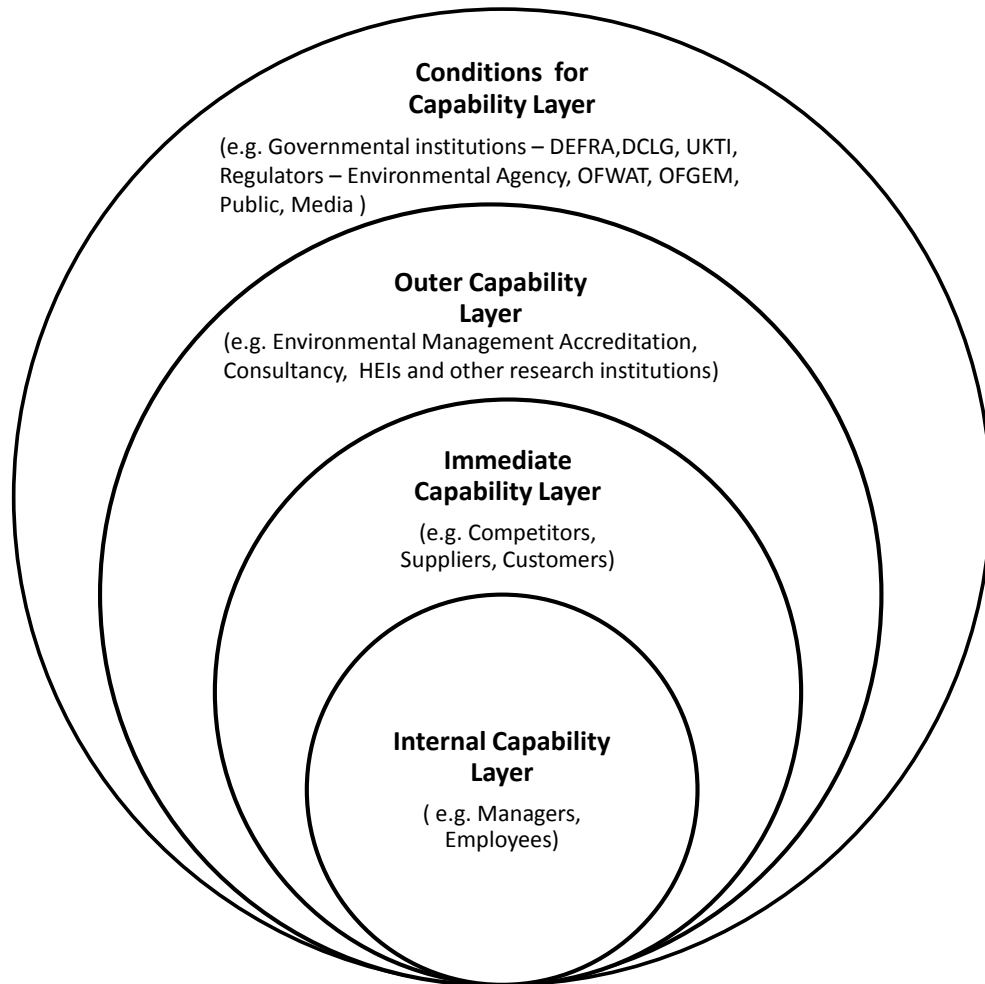 Conditions for
Capability Layer
(e.g. Governmental institutions – DEFRA,DCLG, UKTI,
Regulators – Environmental Agency, OFWAT, OFGEM,
Public, Media )
Outer Capability
Layer
(e.g. Environmental Management Accreditation,
Consultancy, HEIs and other research institutions)
Immediate
Capability Layer
(e.g. Competitors,
Suppliers, Customers)
Internal Capability
Layer
( e.g. Managers,
Employees)